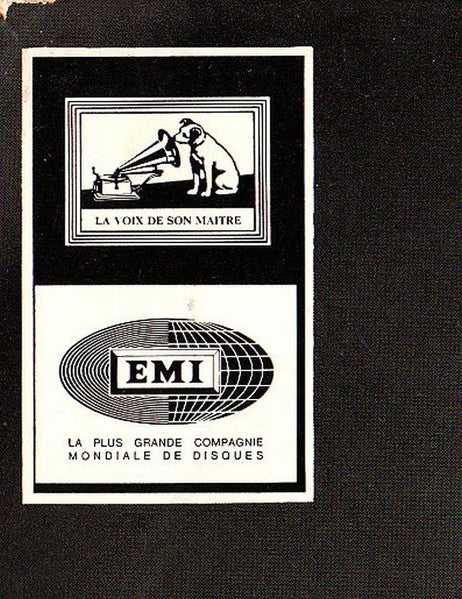 LA VOIX DE SON MAITRE
EMI
LA PLUS GRANDE COMPAGNIE
MONDIALE DE DISQUES